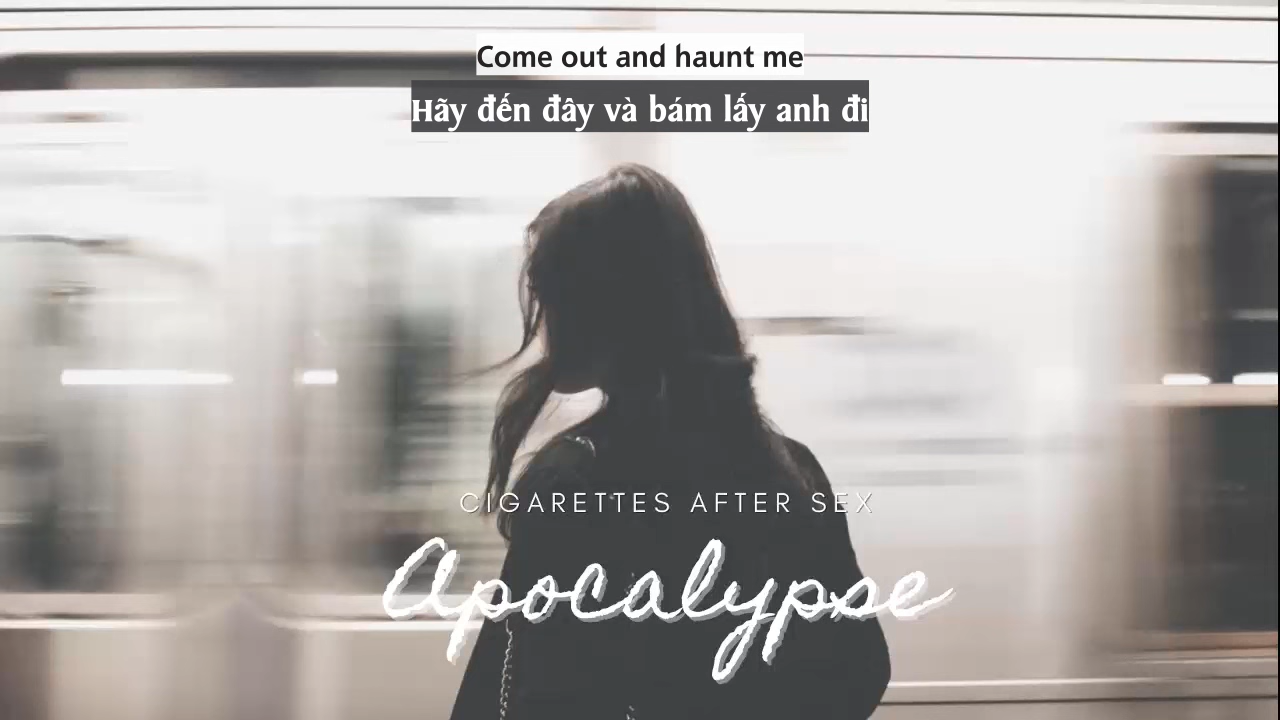 Come out and haunt me
Hãy đến đây và bám lấy anh đi
CIGARETTES AFTER SEX
Apocalypse